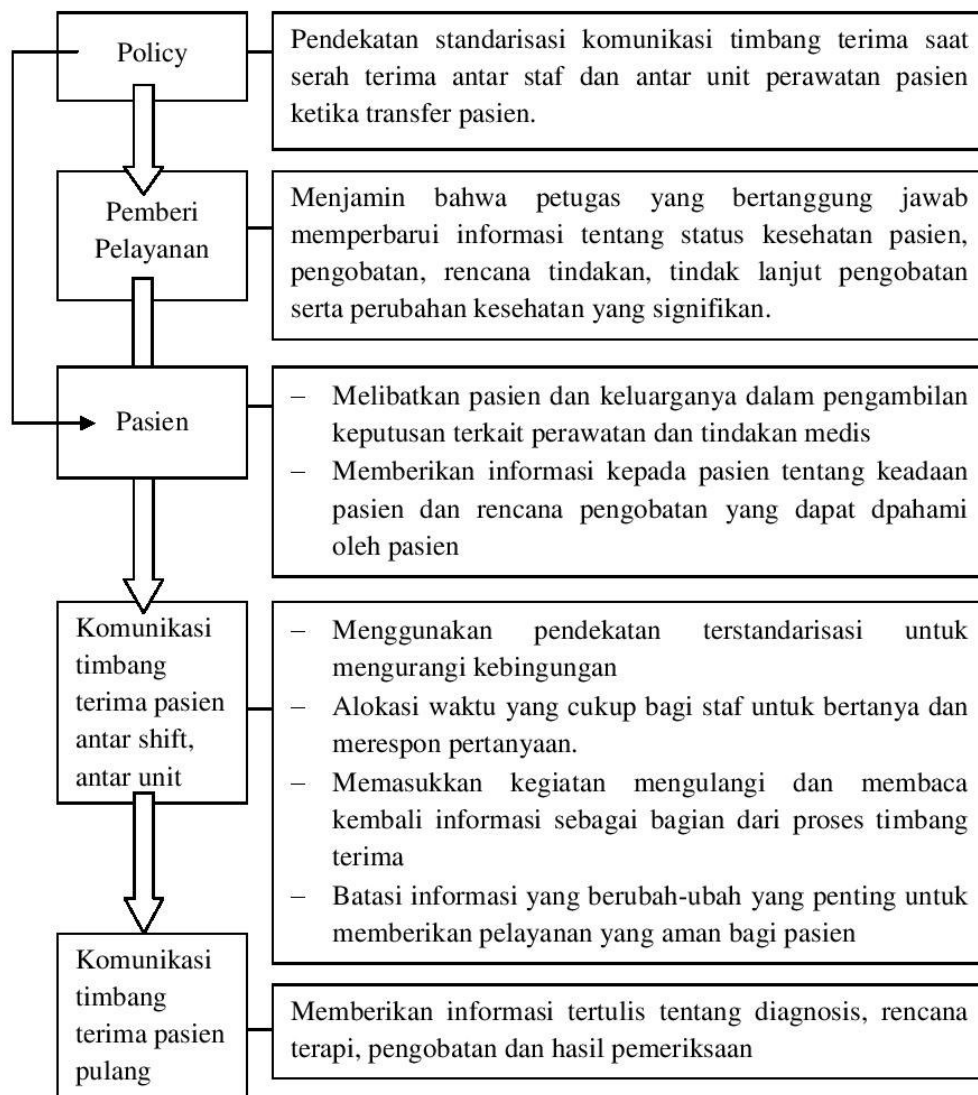 Policy
Pendekatan standarisasi komunikasi timbang terima saat
serah terima antar staf dan antar unit perawatan pasien
ketika transfer pasien.
Pemberi
Pelayanan
Menjamin bahwa petugas yang bertanggung jawab
memperbarui informasi tentang status kesehatan pasien,
pengobatan, rencana tindakan, tindak lanjut pengobatan
serta perubahan kesehatan yang signifikan.
Pasien
– Melibatkan pasien dan keluarganya dalam pengambilan
keputusan terkait perawatan dan tindakan medis
– Memberikan informasi kepada pasien tentang keadaan
pasien dan rencana pengobatan yang dapat dpahami
oleh pasien
Komunikasi
timbang
terima pasien
antar shift,
antar unit
– Menggunakan pendekatan terstandarisasi untuk
mengurangi kebingungan
– Alokasi waktu yang cukup bagi staf untuk bertanya dan
merespon pertanyaan.
– Memasukkan kegiatan mengulangi dan membaca
kembali informasi sebagai bagian dari proses timbang
terima
– Batasi informasi yang berubah-ubah yang penting untuk
memberikan pelayanan yang aman bagi pasien
Komunikasi
timbang
terima pasien
pulang
Memberikan informasi tertulis tentang diagnosis, rencana
terapi, pengobatan dan hasil pemeriksaan